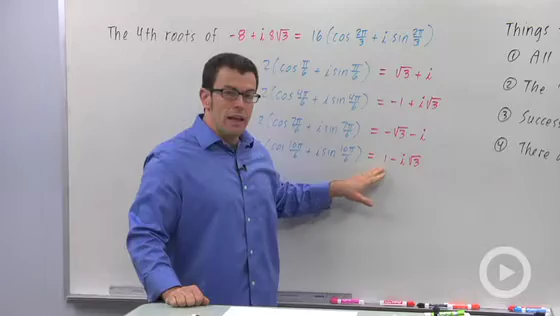 The 4th roots of -8 + i 8√3 = 16 (cos 2π/3 + i sin 2π/3)
2 (cos π/6 + i sin π/6) = √3 + i
2 (cos 4π/6 + i sin 4π/6) = -1 + i√3
2 (cos 7π/6 + i sin 7π/6) = -√3 - i
(cos 10π/6 + i sin 10π/6) = 1 - i√3
Things
① All
② The
③ Success
④ There